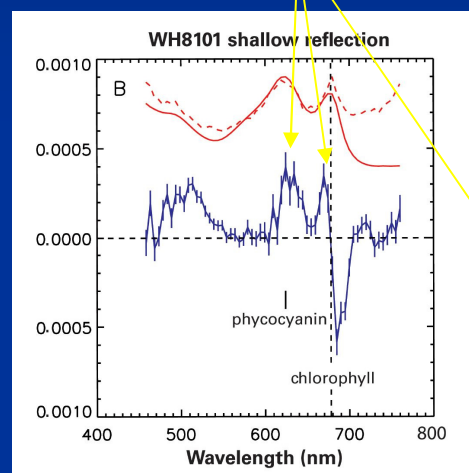 WH8101 shallow reflection
0.0010
B
0.0005
0.0000
phycocyanin
0.0005
chlorophyll
0.0010
400 500 600 700 800
Wavelength (nm)